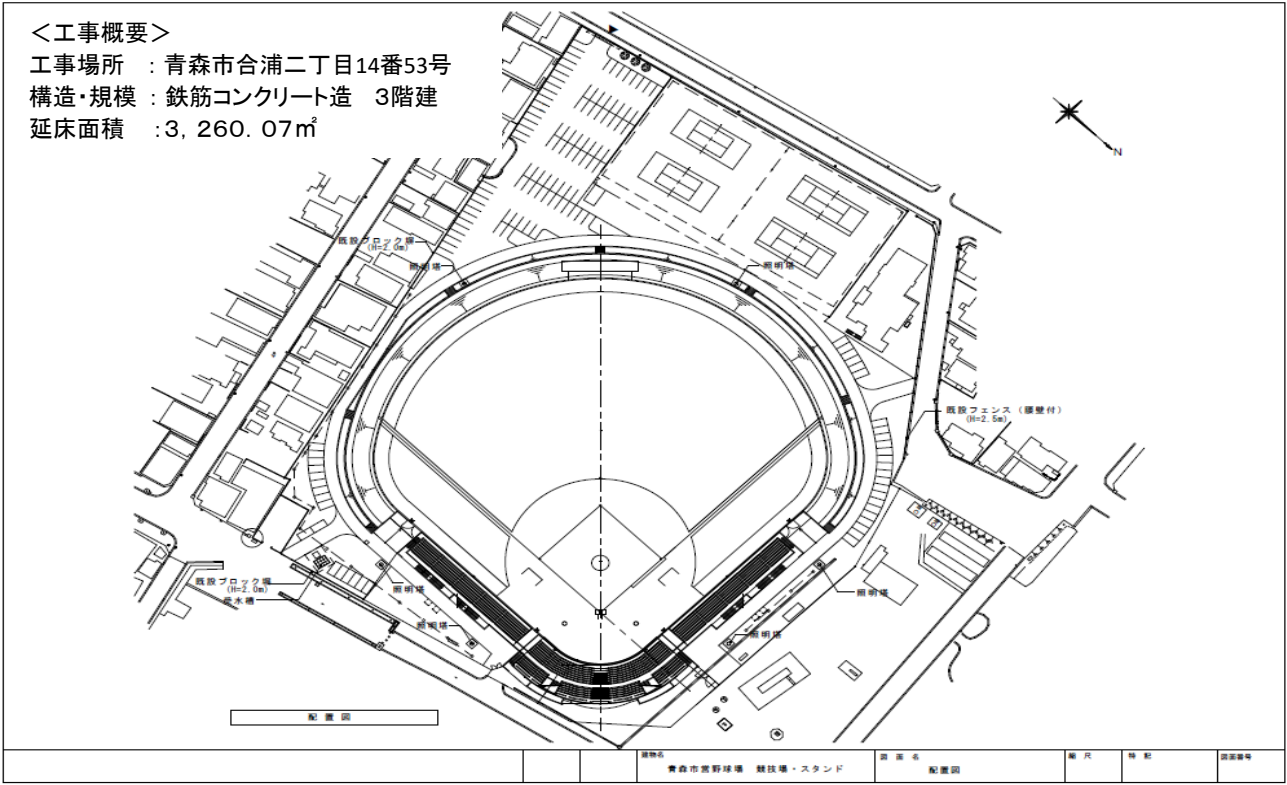 ＜工事概要＞
工事場所　：青森市合浦二丁目14番53号
構造・規模：鉄筋コンクリート造　3階建
延床面積　：3，260．07㎡
N
既設ブロック塀
(H=2.0m)
照明塔
照明塔
既設フェンス（腰壁付）
(H=2.5m)
既設ブロック塀
(H=2.0m)
受水槽
照明塔
照明塔
照明塔
照明塔
配置図
建物名
青森市営野球場　競技場・スタンド
図面名
配置図
縮尺
特記
図面番号